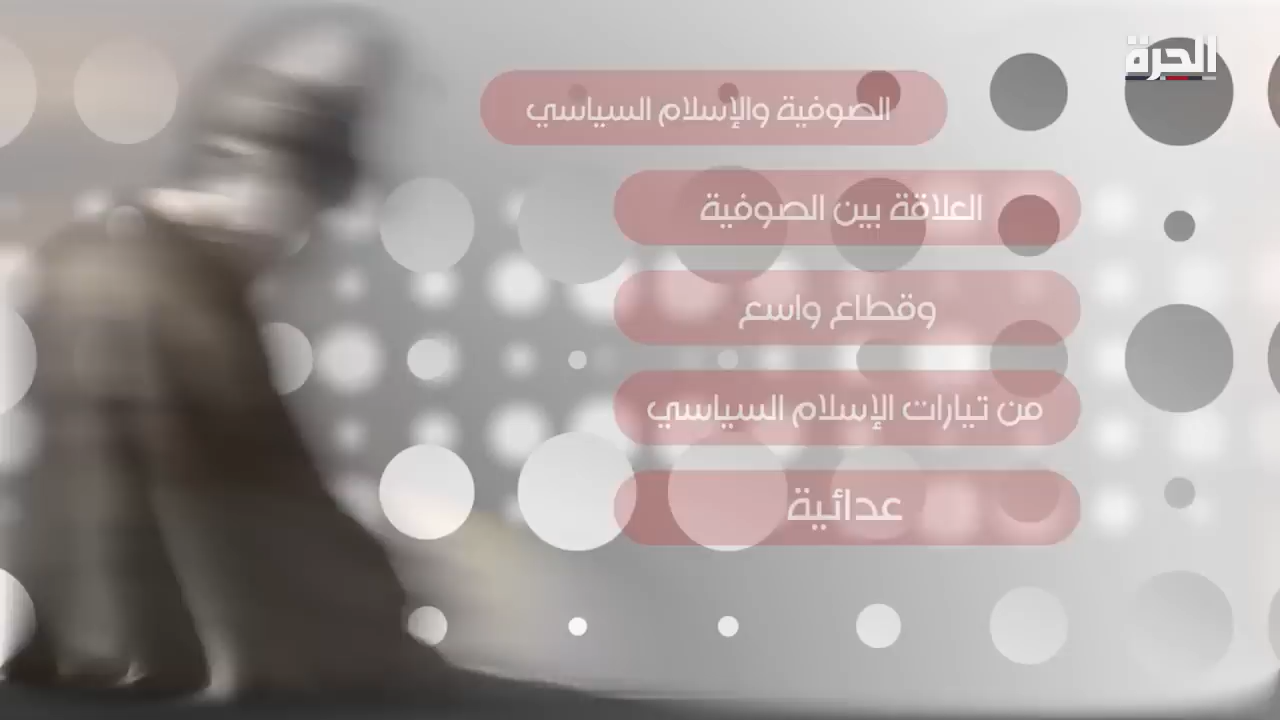 الحرة
الصوفية والإسلام السياسي
العلاقة بين الصوفية
وقطاع واسع
من تيارات الإسلام السياسي
عدائية